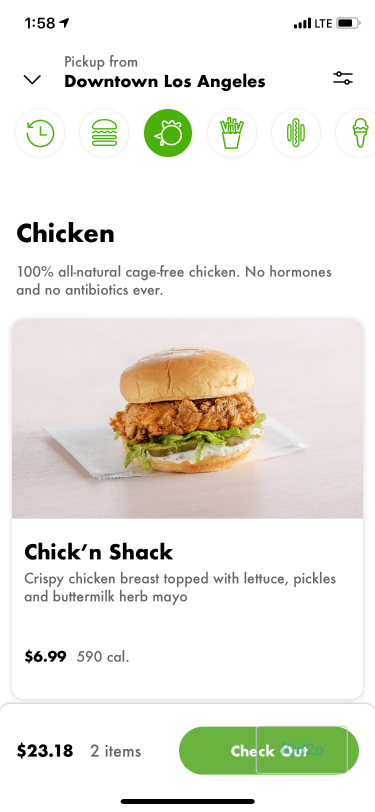 1:58
LTE
Pickup from
Downtown Los Angeles
Chicken
100% all-natural cage-free chicken. No hormones
and no antibiotics ever.
Chick'n Shack
Crispy chicken breast topped with lettuce, pickles
and buttermilk herb mayo
$6.99 590 cal.
$23.18 2 items
Check Out